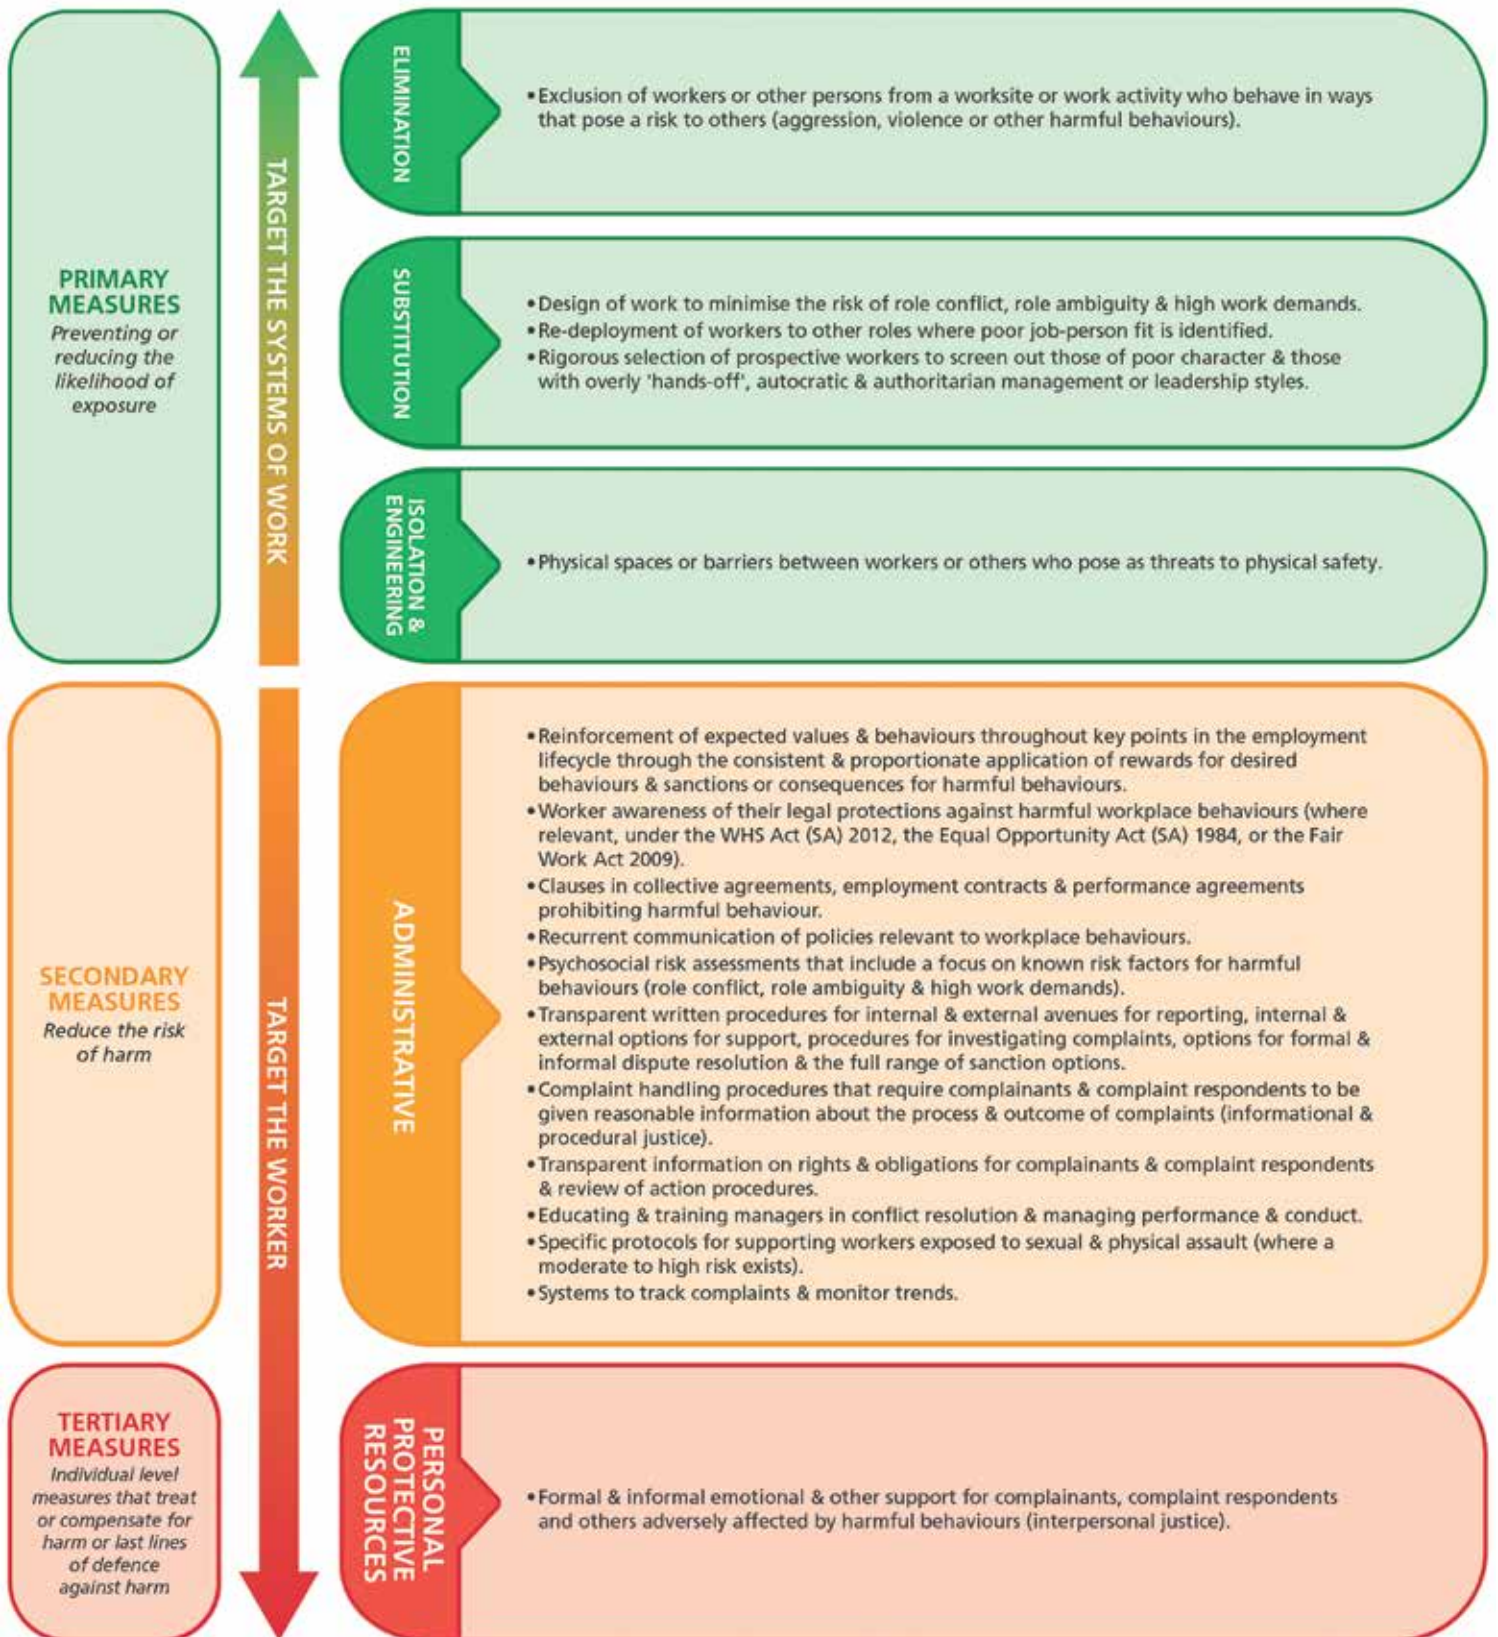 PRIMARY
MEASURES
Preventing or
reducing the
likelihood of
exposure
TARGET THE SYSTEMS OF WORK
ELIMINATION
•Exclusion of workers or other persons from a worksite or work activity who behave in ways
that pose a risk to others (aggression, violence or other harmful behaviours).
SUBSTITUTION
•Design of work to minimise the risk of role conflict, role ambiguity & high work demands.
•Re-deployment of workers to other roles where poor job-person fit is identified.
•Rigorous selection of prospective workers to screen out those of poor character & those
with overly 'hands-off', autocratic & authoritarian management or leadership styles.
ISOLATION &
ENGINEERING
•Physical spaces or barriers between workers or others who pose as threats to physical safety.
SECONDARY
MEASURES
Reduce the risk
of harm
TARGET THE WORKER
ADMINISTRATIVE
•Reinforcement of expected values & behaviours throughout key points in the employment
lifecycle through the consistent & proportionate application of rewards for desired
behaviours & sanctions or consequences for harmful behaviours.
•Worker awareness of their legal protections against harmful workplace behaviours (where
relevant, under the WHS Act (SA) 2012, the Equal Opportunity Act (SA) 1984, or the Fair
Work Act 2009).
•Clauses in collective agreements, employment contracts & performance agreements
prohibiting harmful behaviour.
•Recurrent communication of policies relevant to workplace behaviours.
•Psychosocial risk assessments that include a focus on known risk factors for harmful
behaviours (role conflict, role ambiguity & high work demands).
•Transparent written procedures for internal & external avenues for reporting, internal &
external options for support, procedures for investigating complaints, options for formal &
informal dispute resolution & the full range of sanction options.
•Complaint handling procedures that require complainants & complaint respondents to be
given reasonable information about the process & outcome of complaints (informational &
procedural justice).
•Transparent information on rights & obligations for complainants & complaint respondents
& review of action procedures.
•Educating & training managers in conflict resolution & managing performance & conduct.
•Specific protocols for supporting workers exposed to sexual & physical assault (where a
moderate to high risk exists).
•Systems to track complaints & monitor trends.
TERTIARY
MEASURES
Individual level
measures that treat
or compensate for
harm or last lines
of defence
against harm
PERSONAL
PROTECTIVE
RESOURCES
•Formal & informal emotional & other support for complainants, complaint respondents
and others adversely affected by harmful behaviours (interpersonal justice).